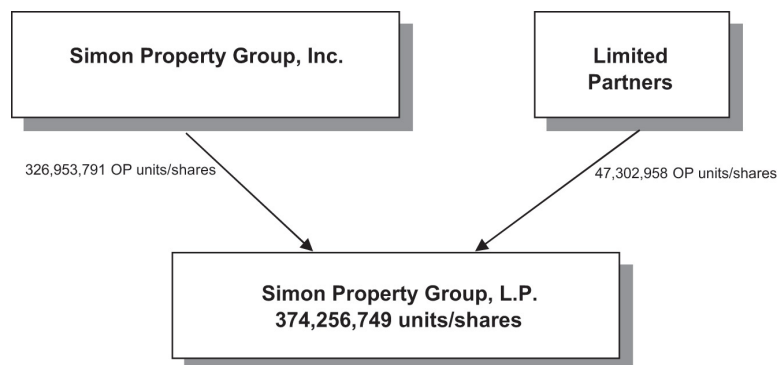 Simon Property Group, Inc.
Limited
Partners
326,953,791 OP units/shares
47,302,958 OP units/shares
Simon Property Group, L.P.
374,256,749 units/shares